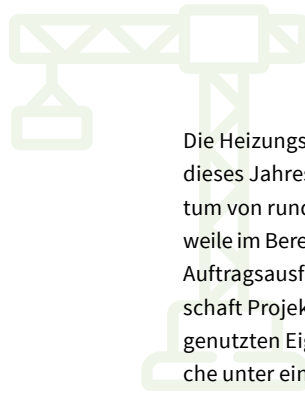 Die Heizungs
dieses Jahres
tum von rund
weile im Bere
Auftragsausf
schaft Projek
genutzten Eig
che unter ein